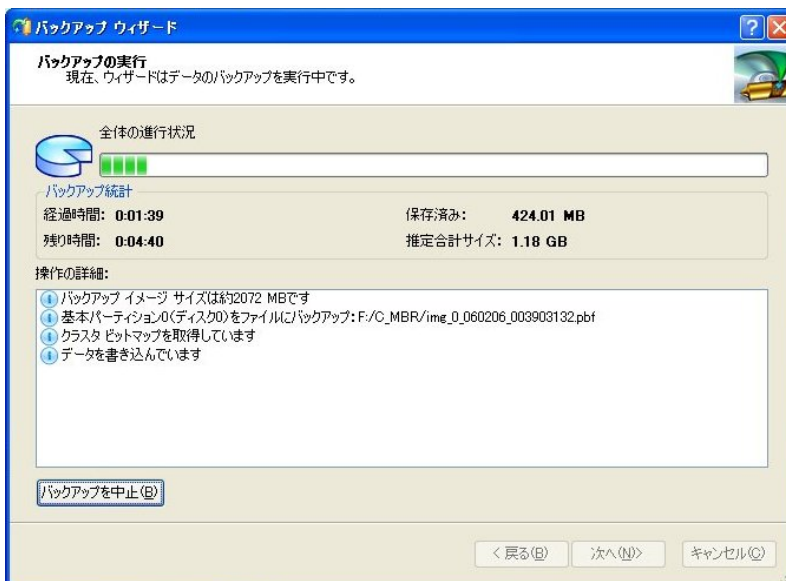 バックアップ ウィザード
バックアップの実行
現在、ウィザードはデータのバックアップを実行中です。
全体の進行状況
バックアップ統計
経過時間: 0:01:39 保存済み: 424.01 MB
残り時間: 0:04:40 推定合計サイズ: 1.18 GB
操作の詳細:
バックアップ イメージ サイズは約2072 MBです
基本パーティション0(ディスク0)をファイルにバックアップ: F:/C_MBR/img_0_060206_003903132.pbf
クラスタ ビットマップを取得しています
データを書き込んでいます
バックアップを中止(B)
< 戻る(B) 次へ(N)> キャンセル(C)